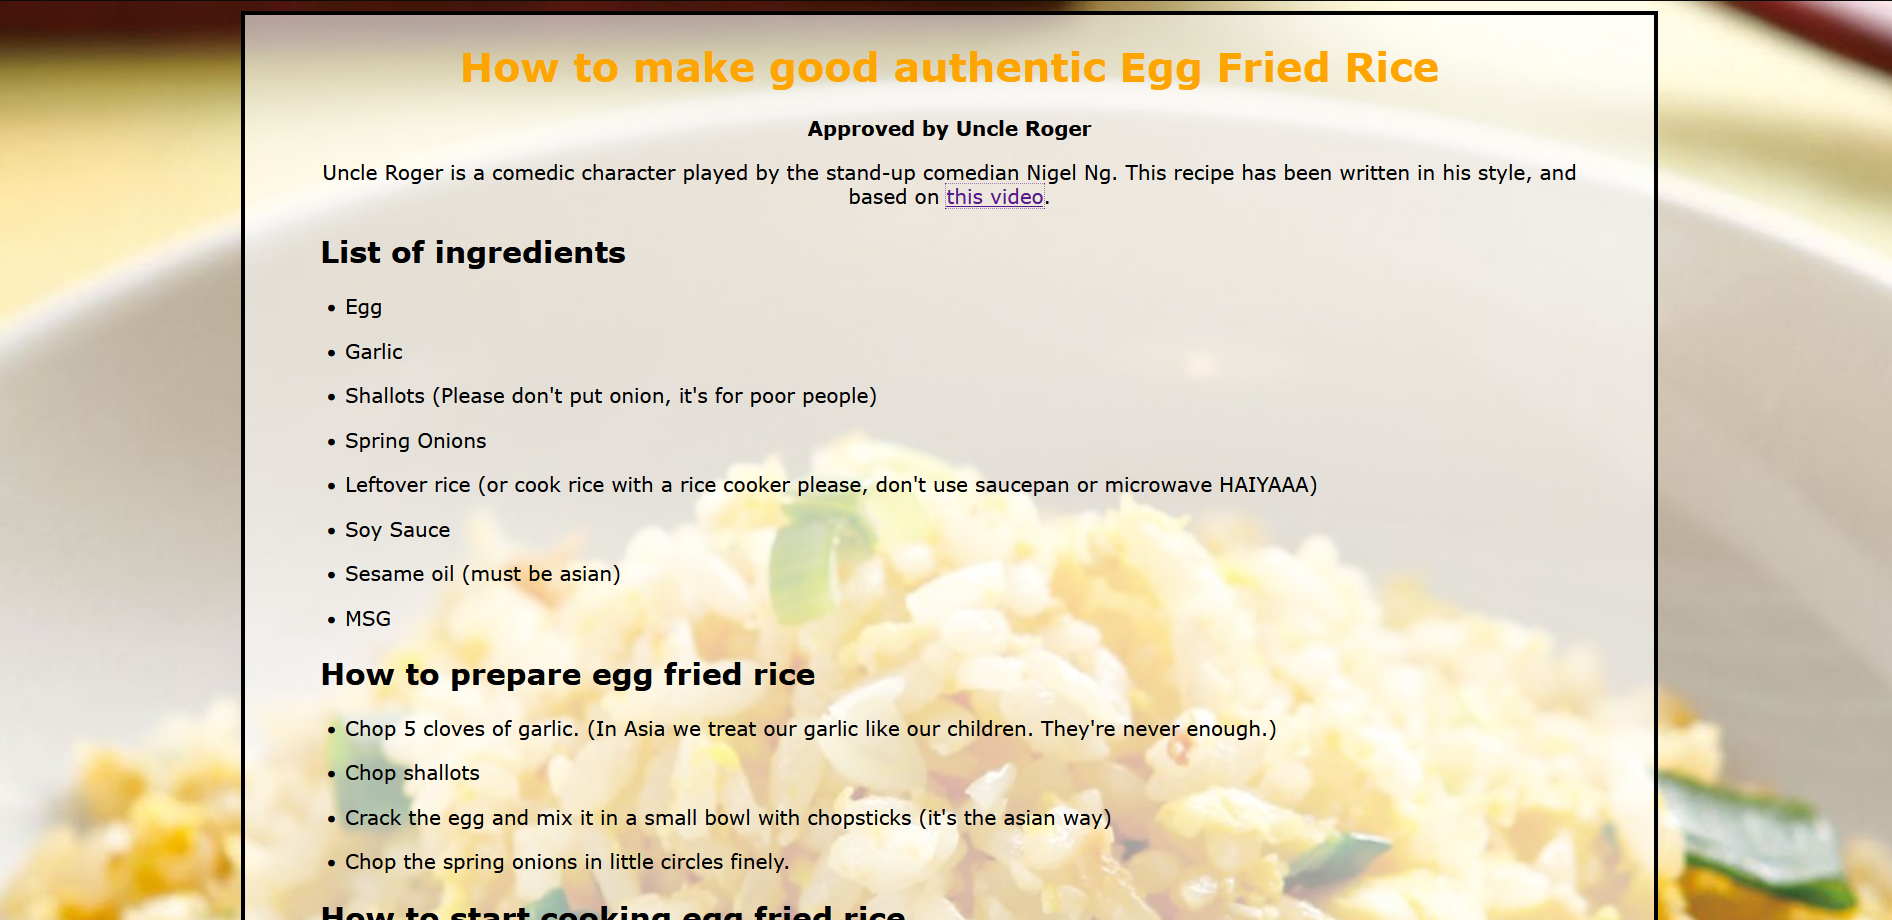 How to make good authentic Egg Fried Rice
Approved by Uncle Roger
Uncle Roger is a comedic character played by the stand-up comedian Nigel Ng. This recipe has been written in his style, and
based on this video.
List of ingredients
• Egg
• Garlic
• Shallots (Please don't put onion, it's for poor people)
• Spring Onions
• Leftover rice (or cook rice with a rice cooker please, don't use saucepan or microwave HAIYAAA)
• Soy Sauce
• Sesame oil (must be asian)
• MSG
How to prepare egg fried rice
• Chop 5 cloves of garlic. (In Asia we treat our garlic like our children. They're never enough.)
• Chop shallots
• Crack the egg and mix it in a small bowl with chopsticks (it's the asian way)
• Chop the spring onions in little circles finely.
How to start cooking egg fried rice